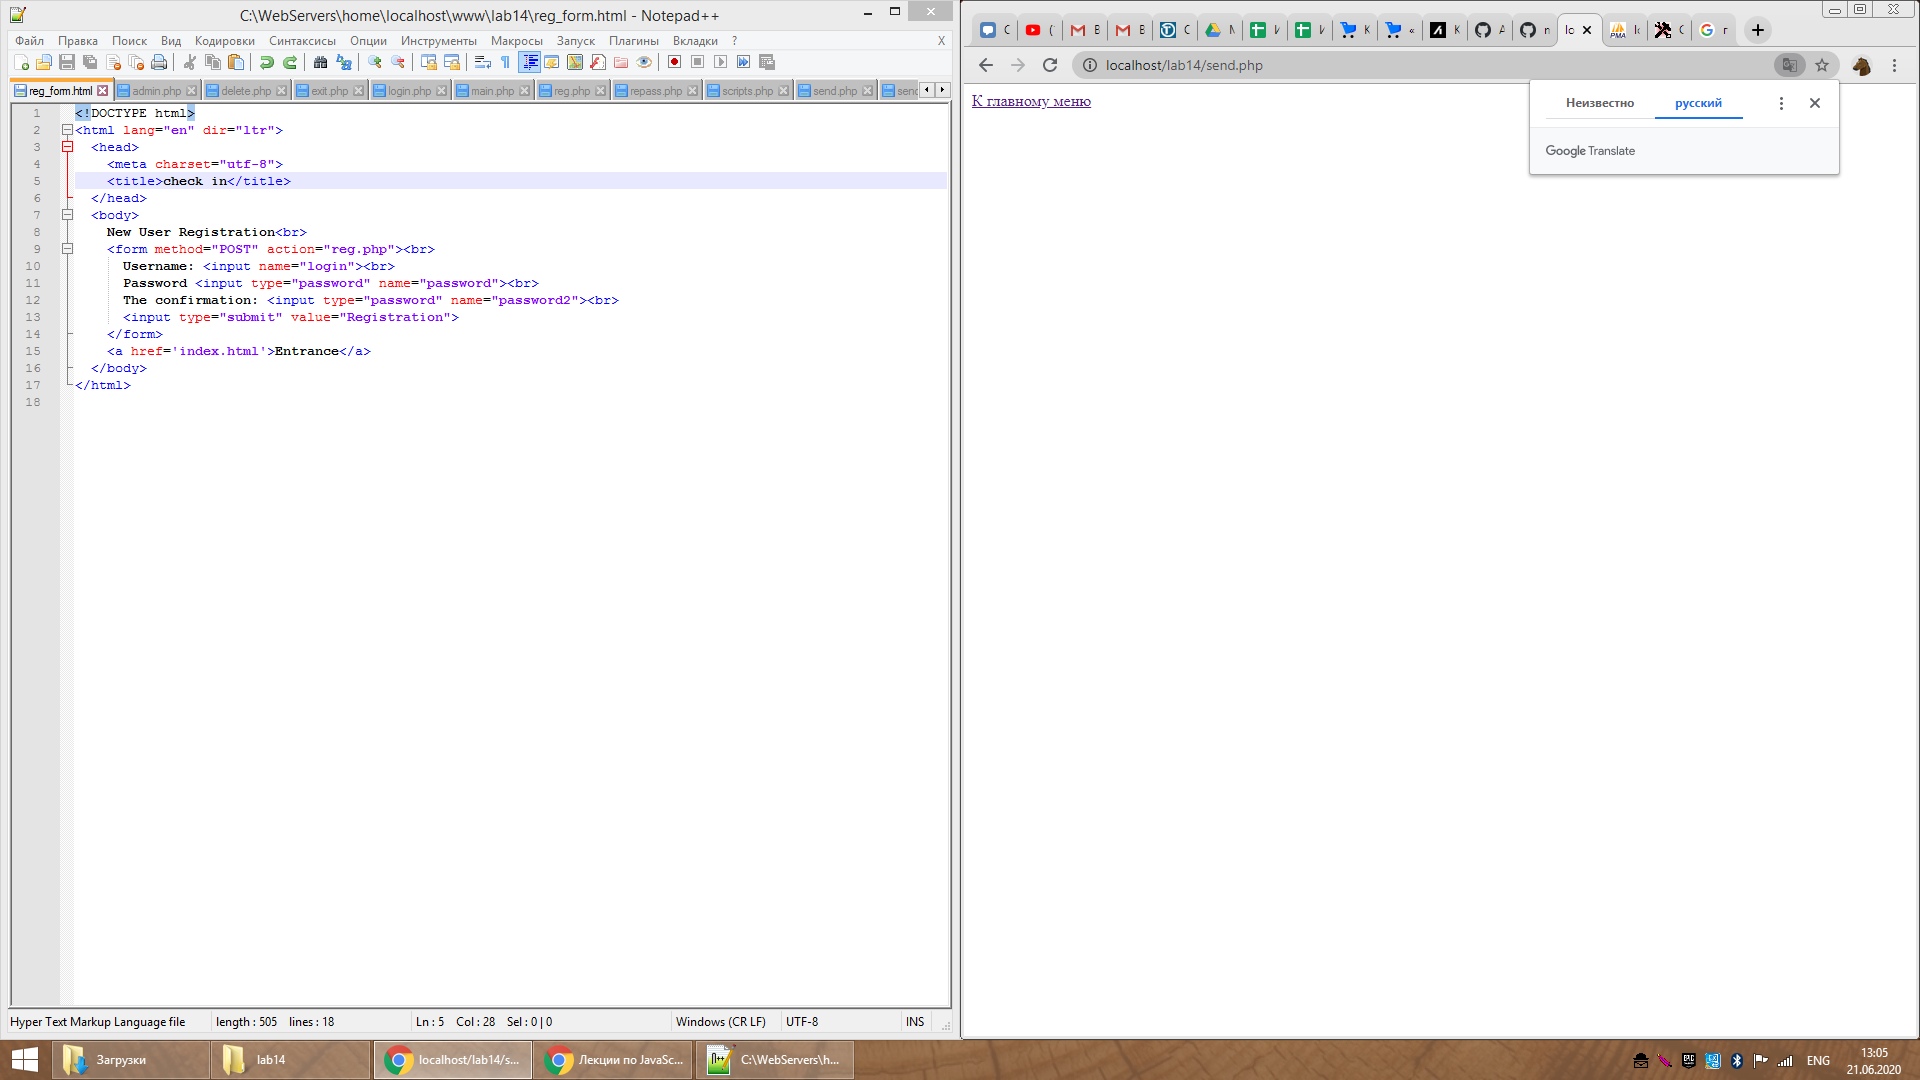 C:\WebServers\home\localhost\www\lab14\reg_form.html - Notepad++
Файл Правка Поиск Вид Кодировки Синтаксисы Опции Инструменты Макросы Запуск Плагины Вкладки ? X
reg_form.html admin.php delete.php exit.php login.php main.php reg.php repass.php scripts.php send.php send
1 <!DOCTYPE html>
2 <html lang="en" dir="ltr">
3 <head>
4 <meta charset="utf-8">
5 <title>check in</title>
6 </head>
7 <body>
8 New User Registration<br>
9 <form method="POST" action="reg.php"><br>
10 Username: <input name="login"><br>
11 Password <input type="password" name="password"><br>
12 The confirmation: <input type="password" name="password2"><br>
13 <input type="submit" value="Registration">
14 </form>
15 <a href='index.html'>Entrance</a>
16 </body>
17 </html>
18
Hyper Text Markup Language file length : 505 lines : 18 Ln : 5 Col : 28 Sel : 0 | 0 Windows (CR LF) UTF-8 INS
localhost/lab14/send.php
К главному меню
Неизвестно русский
Google Translate
Загрузки lab14 localhost/lab14/s... Лекции по JavaSc... C:\WebServers\h...
ENG 13:05
21.06.2020